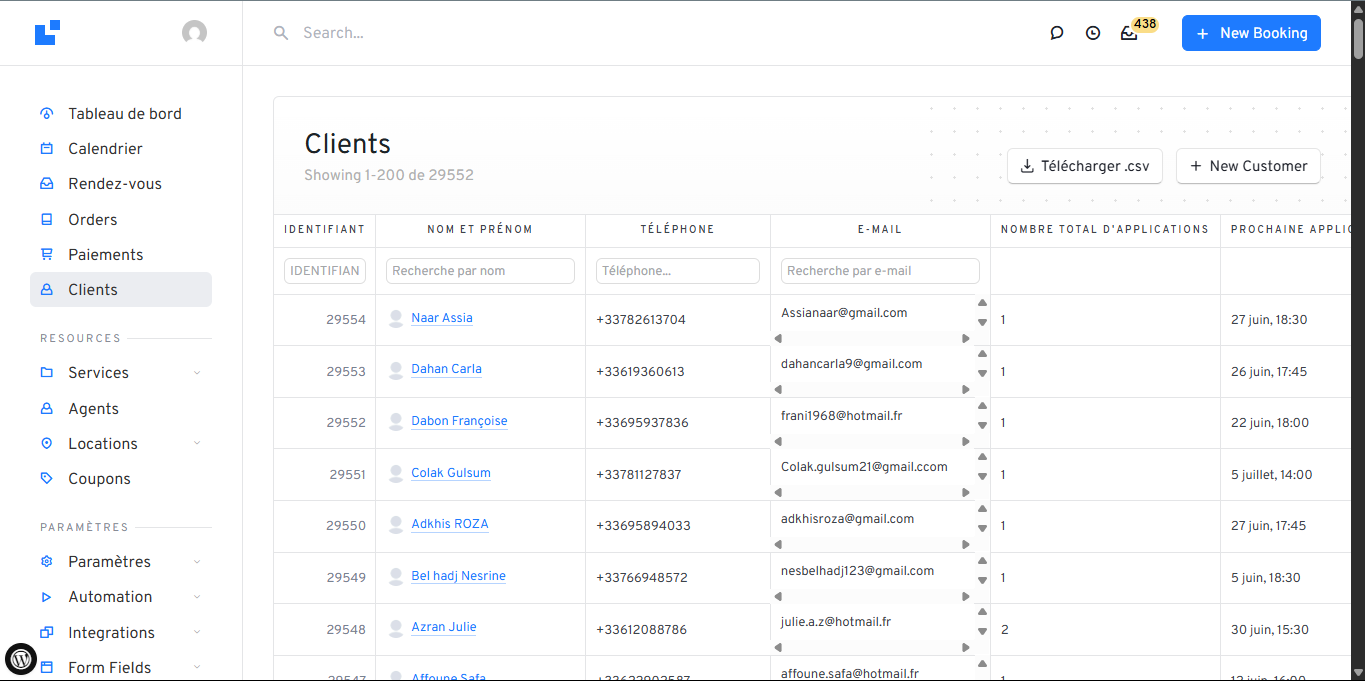 Search...
438
+ New Booking
Tableau de bord
Calendrier
Rendez-vous
Orders
Paiements
Clients
RESOURCES
Services
Agents
Locations
Coupons
PARAMÈTRES
Paramètres
Automation
Integrations
Form Fields
Clients
Showing 1-200 de 29552
Télécharger .csv
+ New Customer
IDENTIFIANT NOM ET PRÉNOM TÉLÉPHONE E-MAIL NOMBRE TOTAL D'APPLICATIONS PROCHAINE APPLIC
IDENTIFIAN Recherche par nom Téléphone... Recherche par e-mail
29554 Naar Assia +33782613704 Assianaar@gmail.com 1 27 juin, 18:30
29553 Dahan Carla +33619360613 dahancarla9@gmail.com 1 26 juin, 17:45
29552 Dabon Françoise +33695937836 frani1968@hotmail.fr 1 22 juin, 18:00
29551 Colak Gulsum +33781127837 Colak.gulsum21@gmail.ccom 1 5 juillet, 14:00
29550 Adkhis ROZA +33695894033 adkhisroza@gmail.com 1 27 juin, 17:45
29549 Bel hadj Nesrine +33766948572 nesbelhadj123@gmail.com 1 5 juin, 18:30
29548 Azran Julie +33612088786 julie.a.z@hotmail.fr 2 30 juin, 15:30
29547 Affoune Safa affoune.safa@hotmail.fr 1